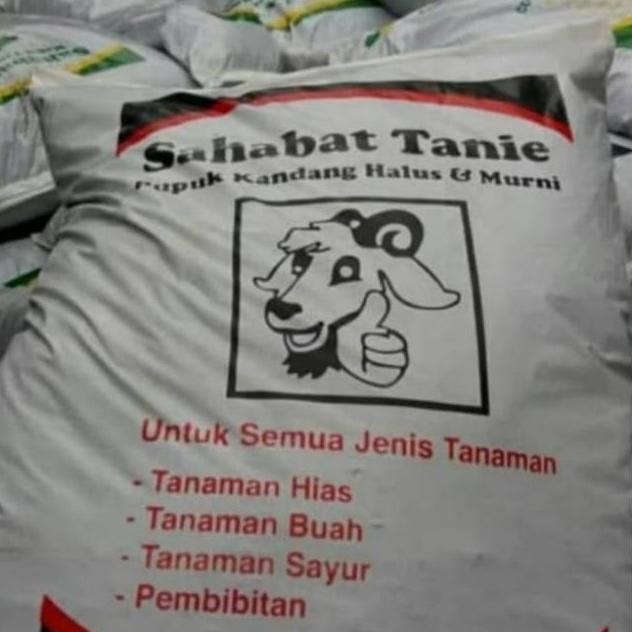 Sahabat Tanie
Pupuk Kandang Halus & Murni
Untuk Semua Jenis Tanaman
- Tanaman Hias
- Tanaman Buah
- Tanaman Sayur
- Pembibitan